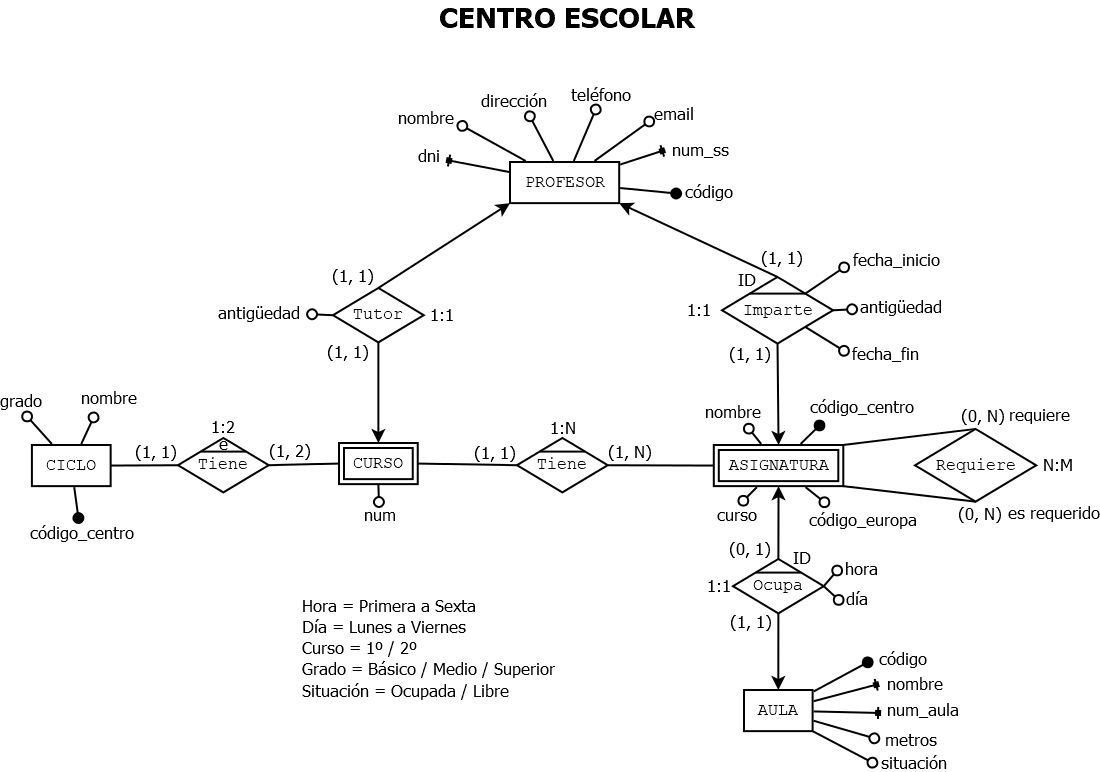 CENTRO ESCOLAR
dirección
teléfono
nombre
email
dni
num_ss
PROFESOR
código
(1, 1)
(1, 1)
ID
fecha_inicio
antigüedad
Tutor
1:1
1:1
Imparte
antigüedad
(1, 1)
(1, 1)
fecha_fin
grado
nombre
nombre
código_centro
(0, N) requiere
1:2
e
1:N
(1, 1)
Tiene
(1, 2)
CICLO
CURSO
(1, 1)
Tiene
(1, N)
ASIGNATURA
Requiere
N:M
código_centro
num
curso
código_europa
(0, N) es requerido
(0, 1)
ID
hora
1:1
Ocupa
día
(1, 1)
Hora = Primera a Sexta
Día = Lunes a Viernes
Curso = 1º / 2º
Grado = Básico / Medio / Superior
Situación = Ocupada / Libre
código
nombre
AULA
num_aula
metros
situación